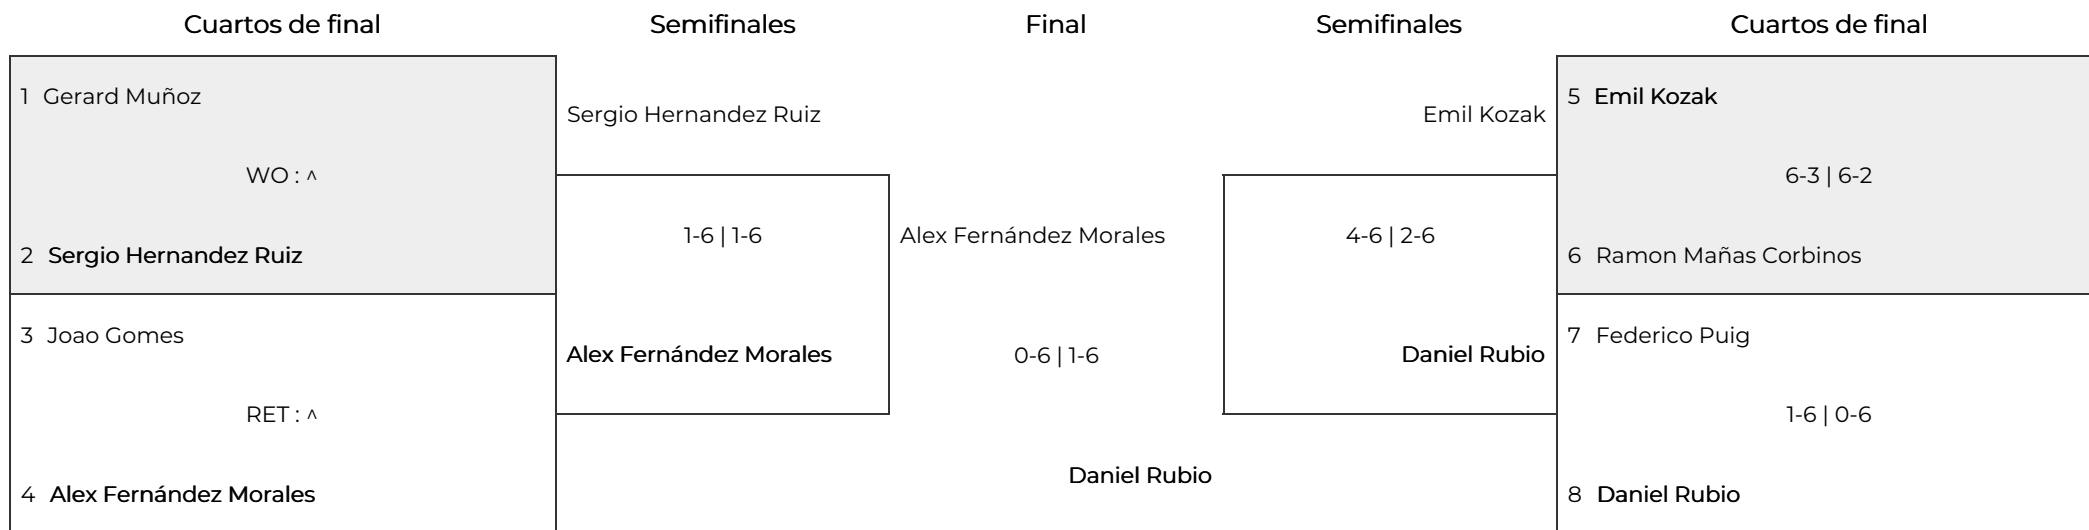 Cuartos de final
Semifinales
Final
Semifinales
Cuartos de final
1 Gerard Muñoz
WO : ^
2 Sergio Hernandez Ruiz
3 Joao Gomes
RET : ^
4 Alex Fernández Morales
Sergio Hernandez Ruiz
1-6 | 1-6
Alex Fernández Morales
Alex Fernández Morales
0-6 | 1-6
Daniel Rubio
Emil Kozak
4-6 | 2-6
Daniel Rubio
5 Emil Kozak
6-3 | 6-2
6 Ramon Mañas Corbinos
7 Federico Puig
1-6 | 0-6
8 Daniel Rubio